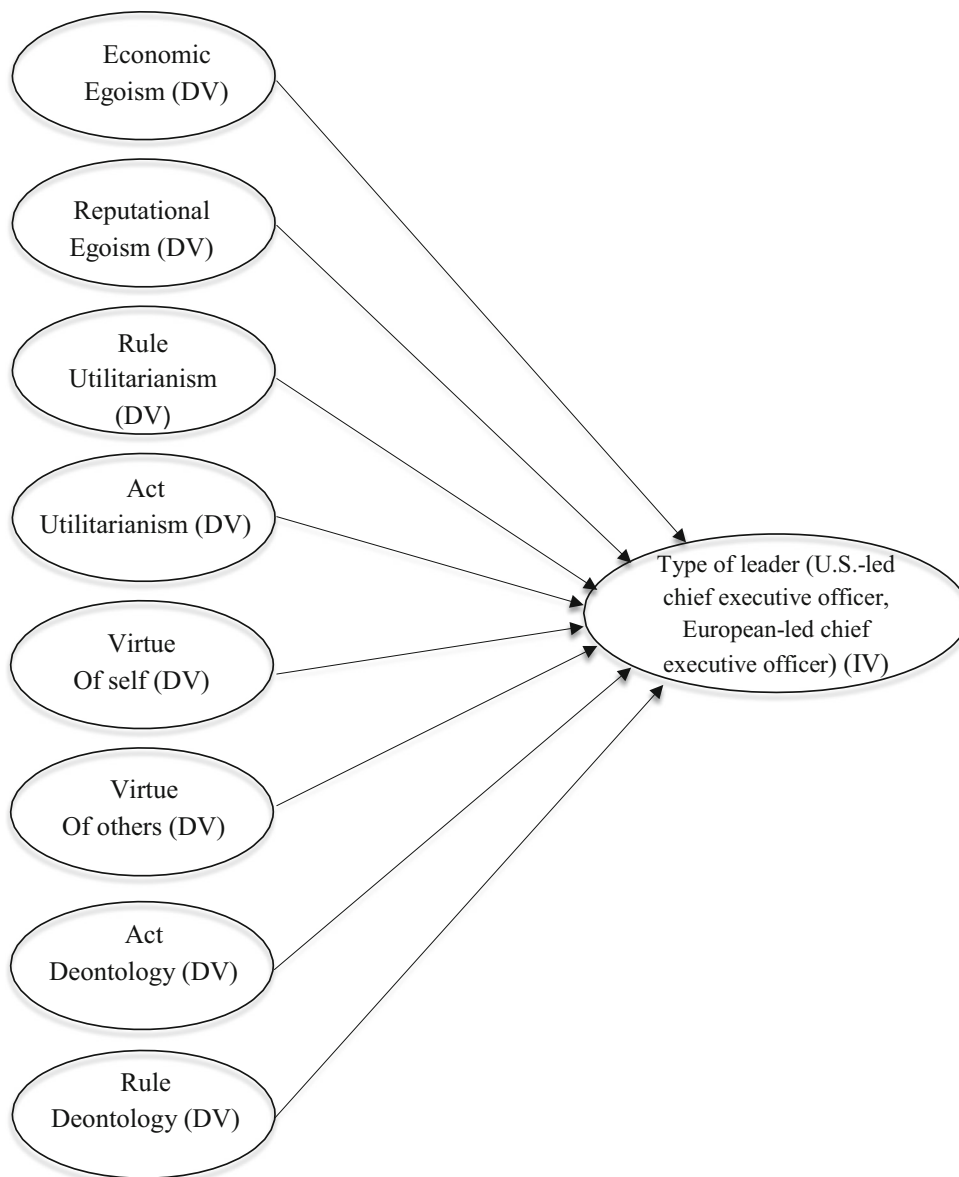 Economic
Egoism (DV)
Reputational
Egoism (DV)
Rule
Utilitarianism
(DV)
Act
Utilitarianism (DV)
Virtue
Of self (DV)
Virtue
Of others (DV)
Act
Deontology (DV)
Rule
Deontology (DV)
Type of leader (U.S.-led
chief executive officer,
European-led chief
executive officer) (IV)